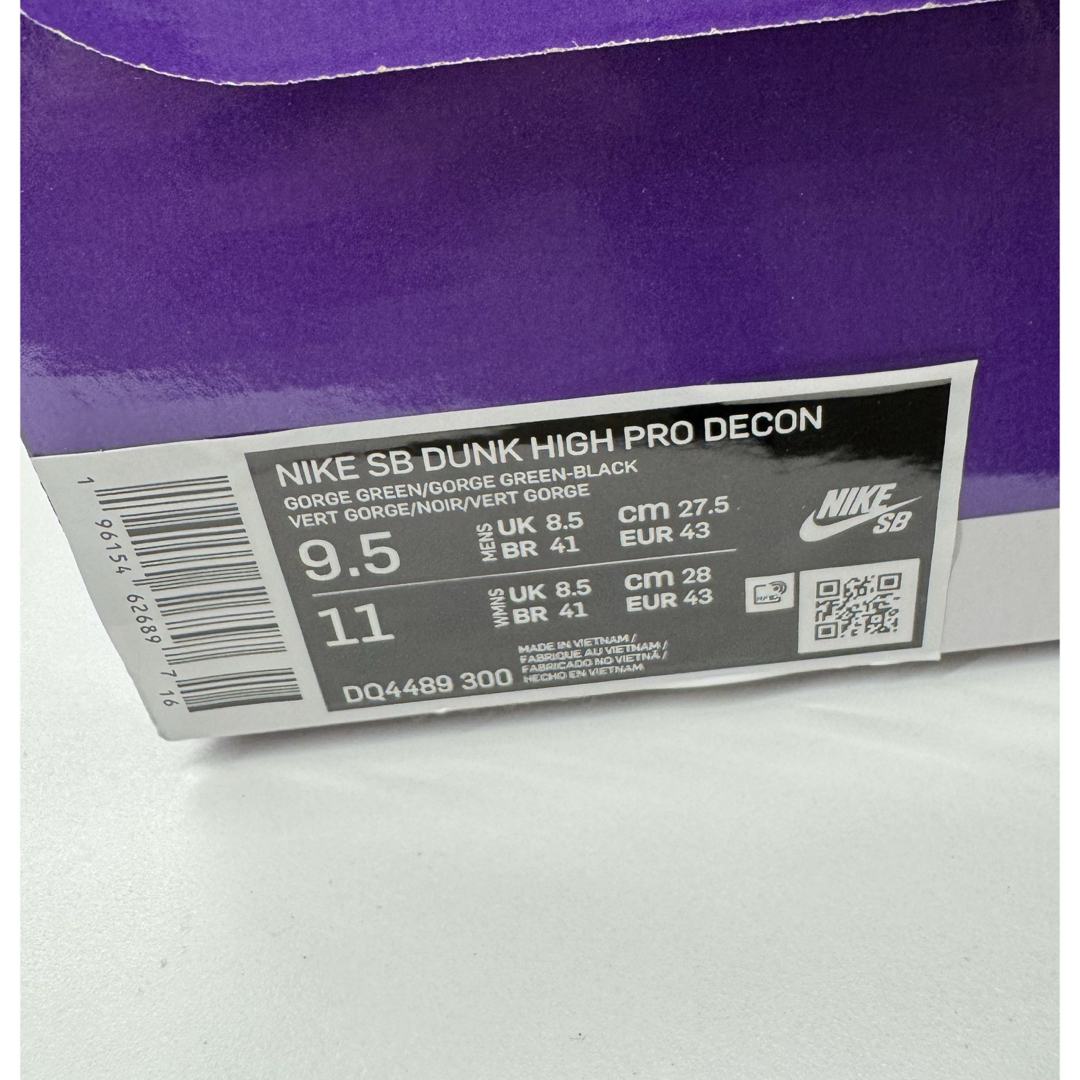 NIKE SB DUNK HIGH PRO DECON
GORGE GREEN/GORGE GREEN-BLACK
VERT GORGE/NOIR/VERT GORGE
9.5
MENS
UK 8.5
BR 41
cm 27.5
EUR 43
NIKE
SB
11
WMNS
UK 8.5
BR 41
cm 28
EUR 43
MADE IN VIETNAM /
FABRIQUE AU VIETNAM /
FABRICADO NO VIETNÃ /
HECHO EN VIETNAM
DQ4489 300
1 96154 62689 7 16